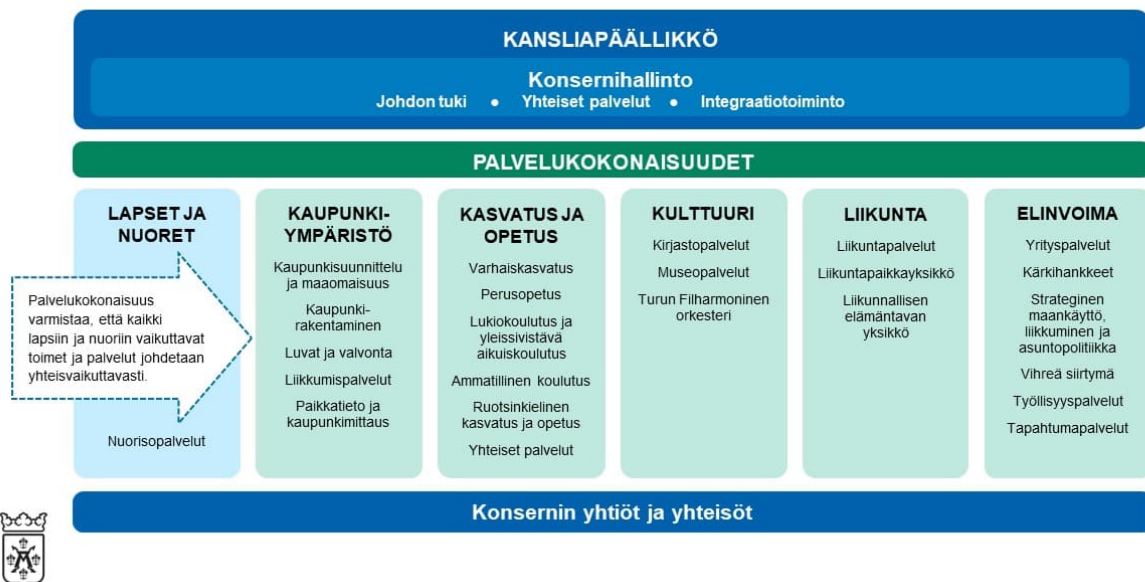 KANSLIAPÄÄLLIKKÖ
Konsernihallinto
Johdon tuki • Yhteiset palvelut • Integraatiotoiminto
PALVELUKOKONAISUUDET
LAPSET JA
NUORET
Palvelukokonaisuus
varmistaa, että kaikki
lapsiin ja nuoriin vaikuttavat
toimet ja palvelut johdetaan
yhteisvaikuttavasti.
Nuorisopalvelut
KAUPUNKI-
YMPÄRISTÖ
Kaupunkisuunnittelu
ja maaomaisuus
Kaupunki-
rakentaminen
Luvat ja valvonta
Liikkumispalvelut
Paikkatieto ja
kaupunkimittaus
KASVATUS JA
OPETUS
Varhaiskasvatus
Perusopetus
Lukiokoulutus ja
yleissivistävä
aikuiskoulutus
Ammatillinen koulutus
Ruotsinkielinen
kasvatus ja opetus
Yhteiset palvelut
KULTTUURI
Kirjastopalvelut
Museopalvelut
Turun Filharmoninen
orkesteri
LIIKUNTA
Liikuntapalvelut
Liikuntapaikkayksikkö
Liikunnallisen
elämäntavan
yksikkö
ELINVOIMA
Yrityspalvelut
Kärkihankkeet
Strateginen
maankäyttö,
liikkuminen ja
asuntopolitiikka
Vihreä siirtymä
Työllisyyspalvelut
Tapahtumapalvelut
Konsernin yhtiöt ja yhteisöt